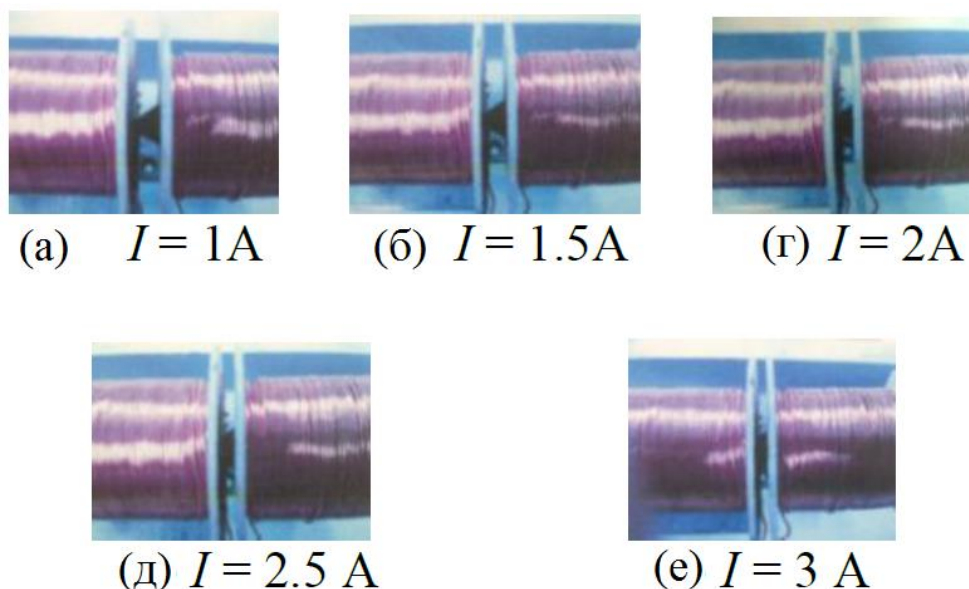 (а) I = 1A
(б) I = 1.5A
(г) I = 2A
(д) I = 2.5 A
(е) I = 3 A